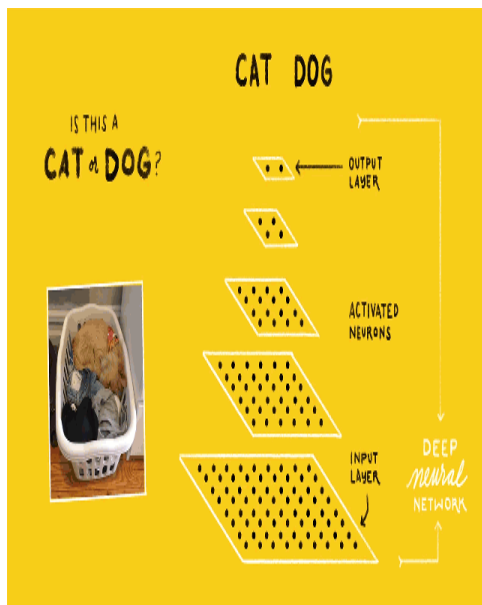 CAT DOG
IS THIS A
CAT or DOG?
OUTPUT
LAYER
ACTIVATED
NEURONS
INPUT
LAYER
DEEP
neural
NETWORK